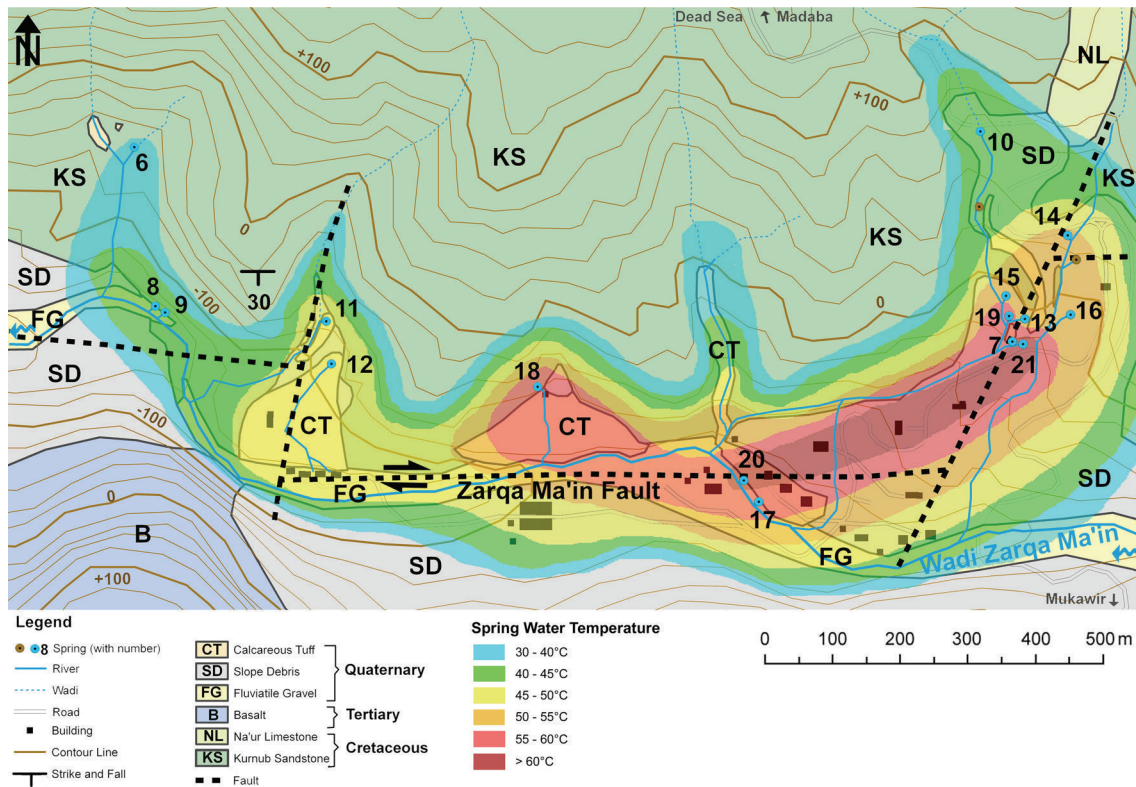 Dead Sea ↑ Madaba
N
NL
+100
+100
10
SD
6
KS
KS
KS
14
0
KS
SD
30
-100
8
9
11
0
15
19
13
16
FG
7
21
12
CT
18
SD
CT
CT
-100
20
Zarqa Ma'in Fault
FG
17
SD
0
B
FG
Wadi Zarqa Ma'in
SD
+100
Mukawir ↓
Legend
8 Spring (with number)
River
Wadi
Road
Building
Contour Line
Strike and Fall
CT Calcareous Tuff
SD Slope Debris
FG Fluviatile Gravel
Quaternary
B Basalt
Tertiary
NL Na'ur Limestone
KS Kurnub Sandstone
Cretaceous
Fault
Spring Water Temperature
30 - 40°C
40 - 45°C
45 - 50°C
50 - 55°C
55 - 60°C
> 60°C
0 100 200 300 400 500 m